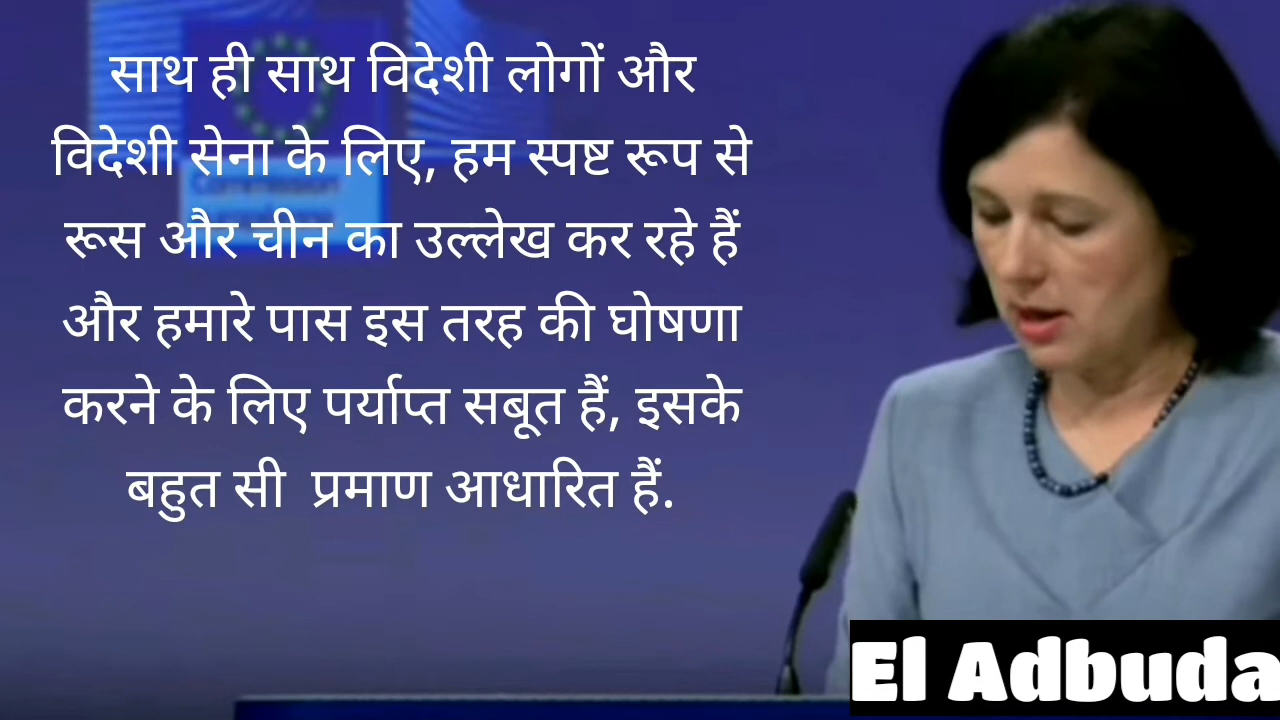 साथ ही साथ विदेशी लोगों और
विदेशी सेना के लिए, हम स्पष्ट रूप से
रूस और चीन का उल्लेख कर रहे हैं
और हमारे पास इस तरह की घोषणा
करने के लिए पर्याप्त सबूत हैं, इसके
बहुत सी  प्रमाण आधारित हैं.
El Adbuda